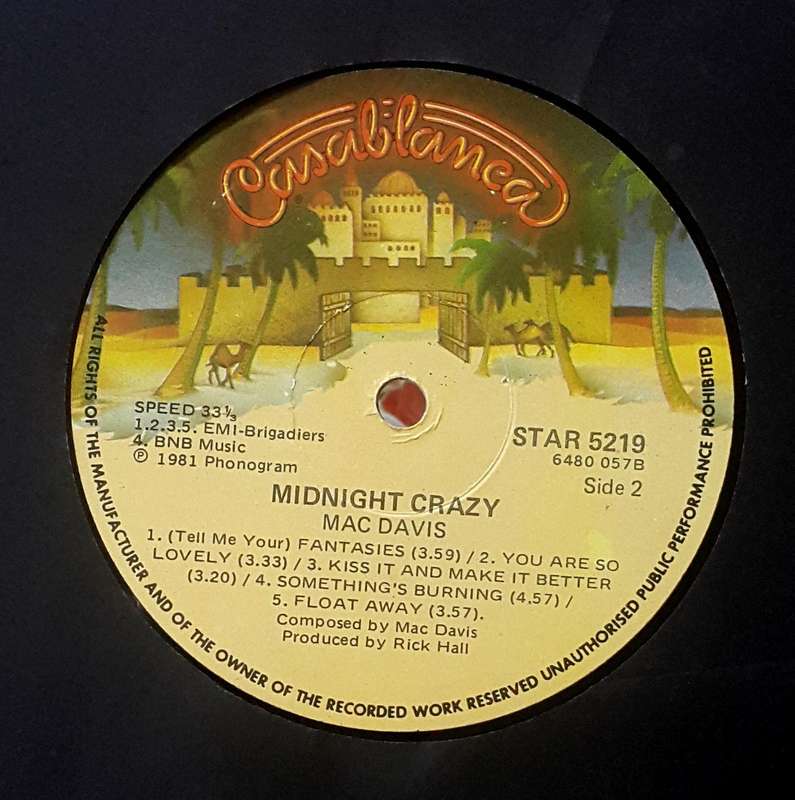 Casablanca
SPEED 33⅓
1.2.3.5. EMI-Brigadiers
4. BNB Music
℗ 1981 Phonogram
STAR 5219
6480 057B
Side 2
MIDNIGHT CRAZY
MAC DAVIS
1. (Tell Me Your) FANTASIES (3.59) / 2. YOU ARE SO
LOVELY (3.33) / 3. KISS IT AND MAKE IT BETTER
(3.20) / 4. SOMETHING'S BURNING (4.57) /
5. FLOAT AWAY (3.57).
Composed by Mac Davis
Produced by Rick Hall
ALL RIGHTS OF THE MANUFACTURER AND OF THE OWNER OF THE RECORDED WORK RESERVED UNAUTHORISED PUBLIC PERFORMANCE PROHIBITED